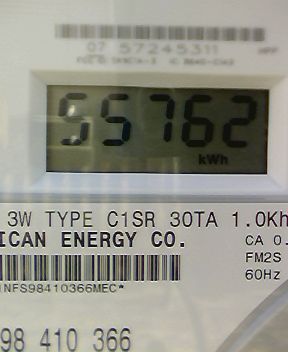 07 57245311
55762
kWh
3W TYPE C1SR 30TA 1.0Kh
ICAN ENERGY CO.
CA 0.
FM2S
60Hz
NFS98410366MEC*
98 410 366